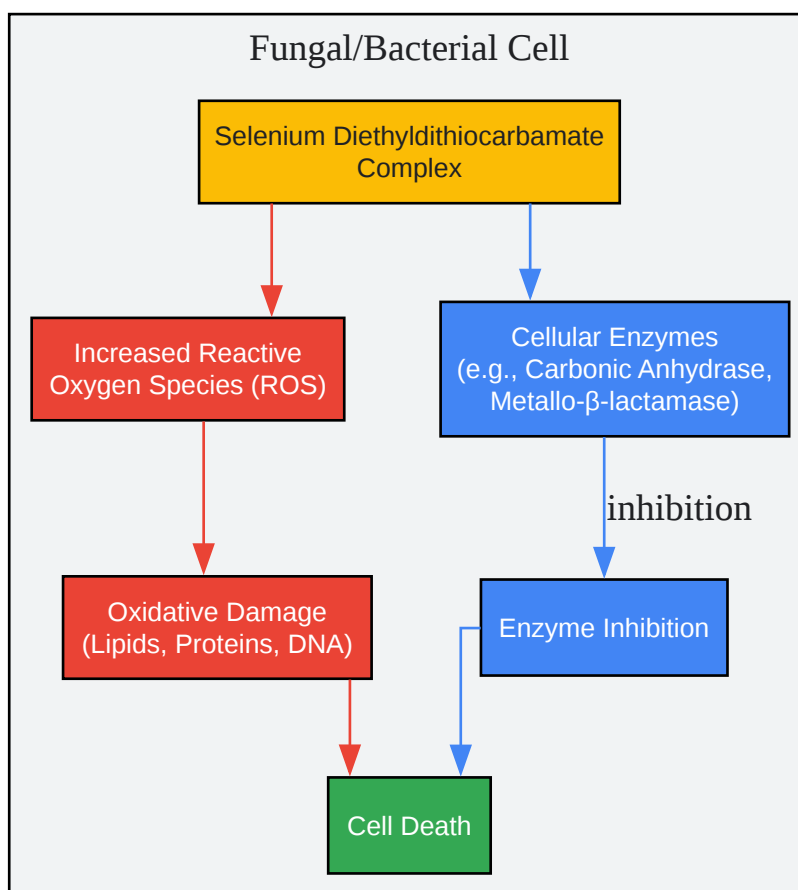 Fungal/Bacterial Cell
Selenium Diethyldithiocarbamate
Complex
Increased Reactive
Oxygen Species (ROS)
Cellular Enzymes
(e.g., Carbonic Anhydrase,
Metallo-β-lactamase)
inhibition
Oxidative Damage
(Lipids, Proteins, DNA)
Enzyme Inhibition
Cell Death